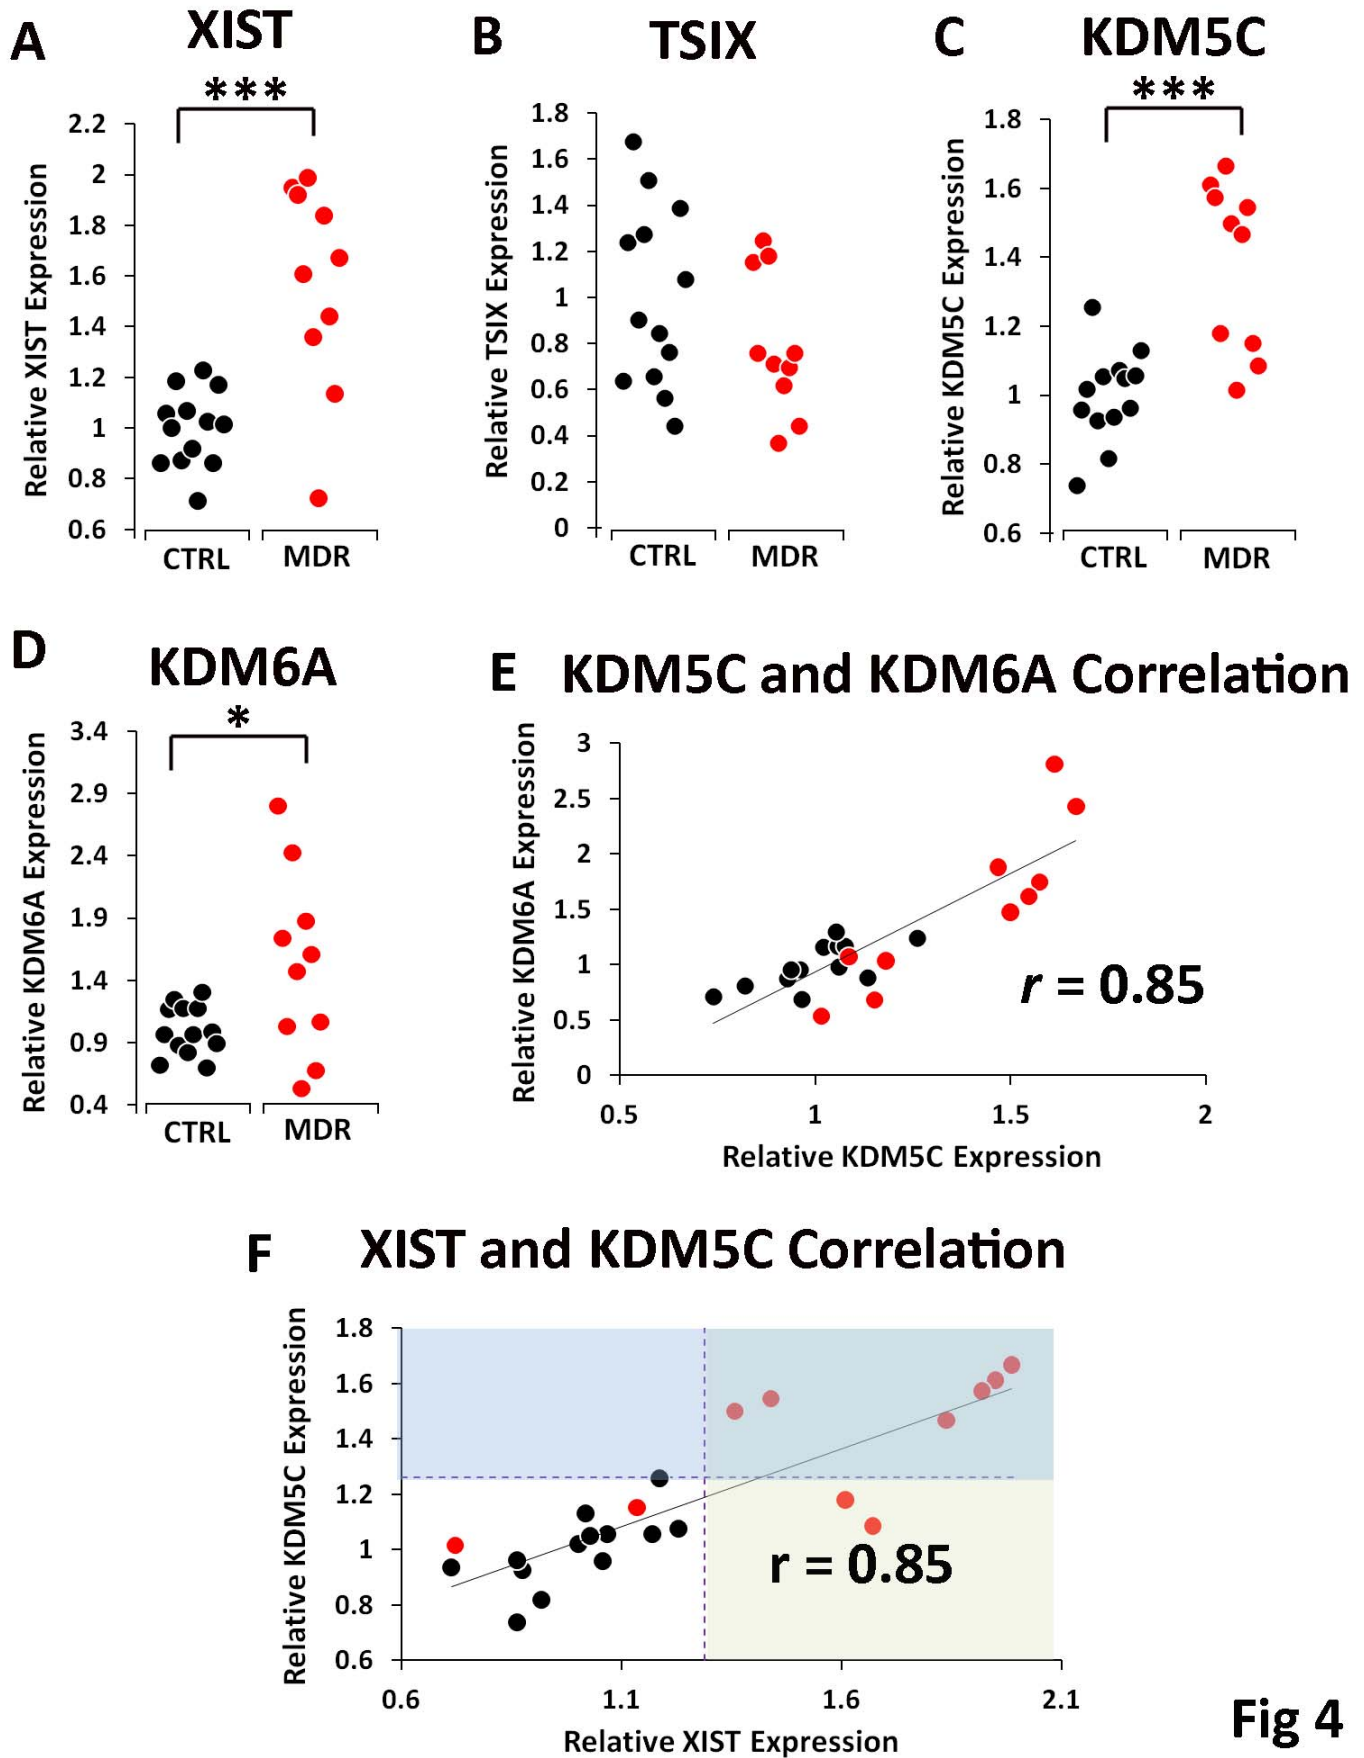 A
XIST
***
Relative XIST Expression
2.2
2
1.8
1.6
1.4
1.2
1
0.8
0.6
CTRL
MDR
B
TSIX
Relative TSIX Expression
1.8
1.6
1.4
1.2
1
0.8
0.6
0.4
0.2
0
CTRL
MDR
C
KDM5C
***
Relative KDM5C Expression
1.8
1.6
1.4
1.2
1
0.8
0.6
CTRL
MDR
D
KDM6A
*
Relative KDM6A Expression
3.4
2.9
2.4
1.9
1.4
0.9
0.4
CTRL
MDR
E
KDM5C and KDM6A Correlation
Relative KDM6A Expression
3
2.5
2
1.5
1
0.5
0
r = 0.85
0.5
1
1.5
2
Relative KDM5C Expression
F
XIST and KDM5C Correlation
Relative KDM5C Expression
1.8
1.6
1.4
1.2
1
0.8
0.6
r = 0.85
0.6
1.1
1.6
2.1
Relative XIST Expression
Fig 4